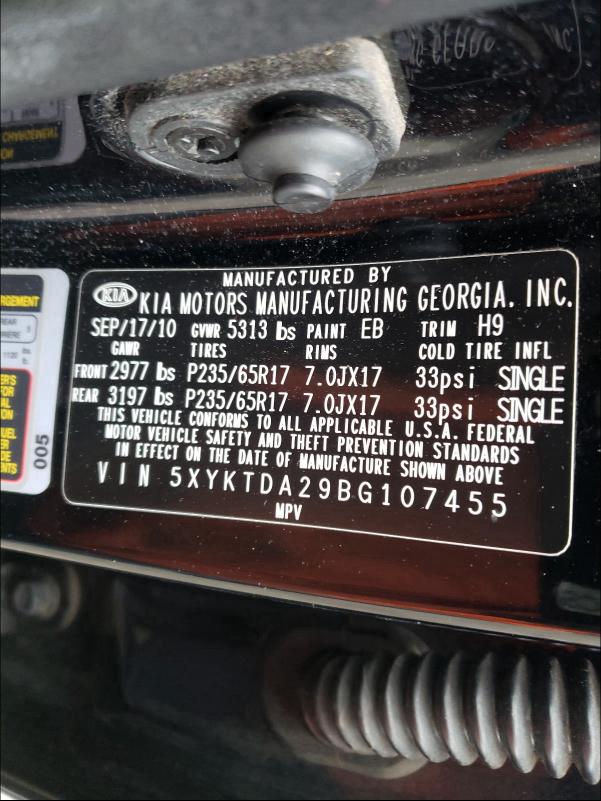 MANUFACTURED BY
KIA KIA MOTORS MANUFACTURING GEORGIA, INC.
SEP/17/10 GVWR 5313 lbs PAINT EB TRIM H9
GAWR TIRES RIMS COLD TIRE INFL
FRONT 2977 lbs P235/65R17 7.0JX17 33psi SINGLE
REAR 3197 lbs P235/65R17 7.0JX17 33psi SINGLE
THIS VEHICLE CONFORMS TO ALL APPLICABLE U.S.A. FEDERAL
MOTOR VEHICLE SAFETY AND THEFT PREVENTION STANDARDS
IN EFFECT ON THE DATE OF MANUFACTURE SHOWN ABOVE
VIN 5XYKTDA29BG107455
MPV
005